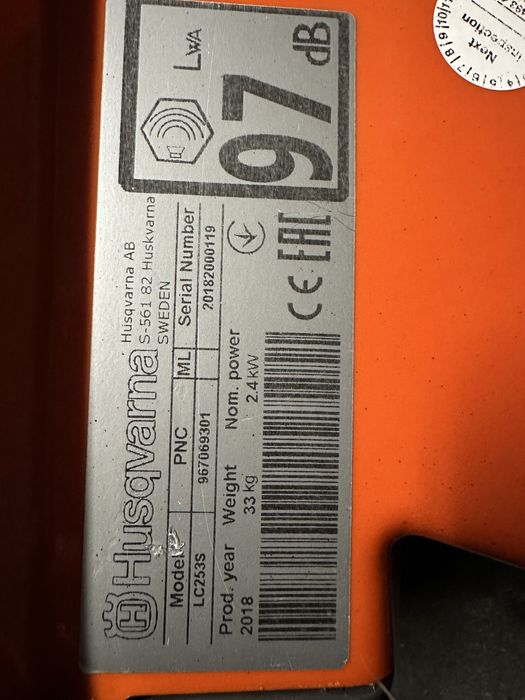 Husqvarna
Husqvarna AB
S-561 82 Huskvarna
SWEDEN
Model PNC ML Serial Number
LC253S 967069301 20182000119
Prod. year Weight Nom. power
2018 33 kg 2.4 kW
CE EAC
LWA
97
dB
Next
inspection